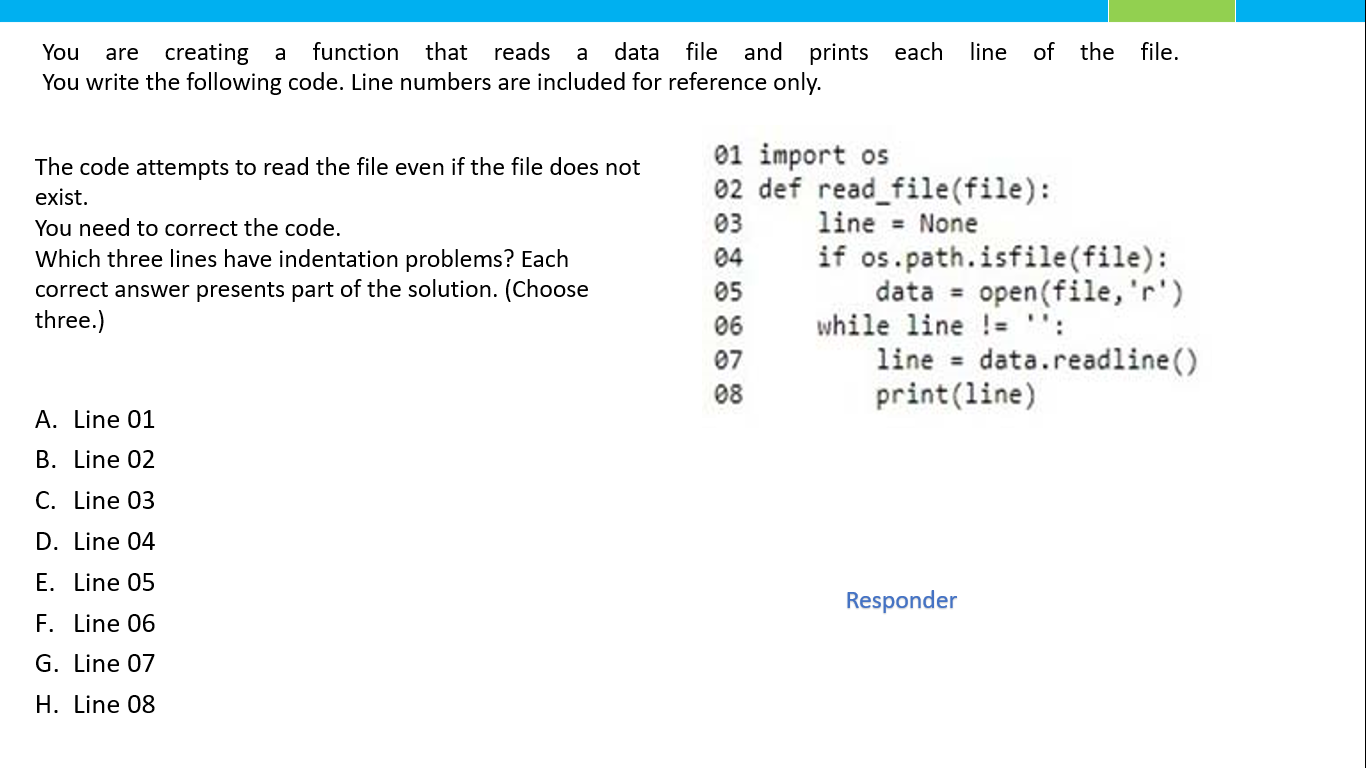 You are creating a function that reads a data file and prints each line of the file.
You write the following code. Line numbers are included for reference only.
The code attempts to read the file even if the file does not
exist.
You need to correct the code.
Which three lines have indentation problems? Each
correct answer presents part of the solution. (Choose
three.)
A. Line 01
B. Line 02
C. Line 03
D. Line 04
E. Line 05
F. Line 06
G. Line 07
H. Line 08
01 import os
02 def read_file(file):
03     line = None
04     if os.path.isfile(file):
05         data = open(file,'r')
06     while line != '':
07         line = data.readline()
08         print(line)
Responder